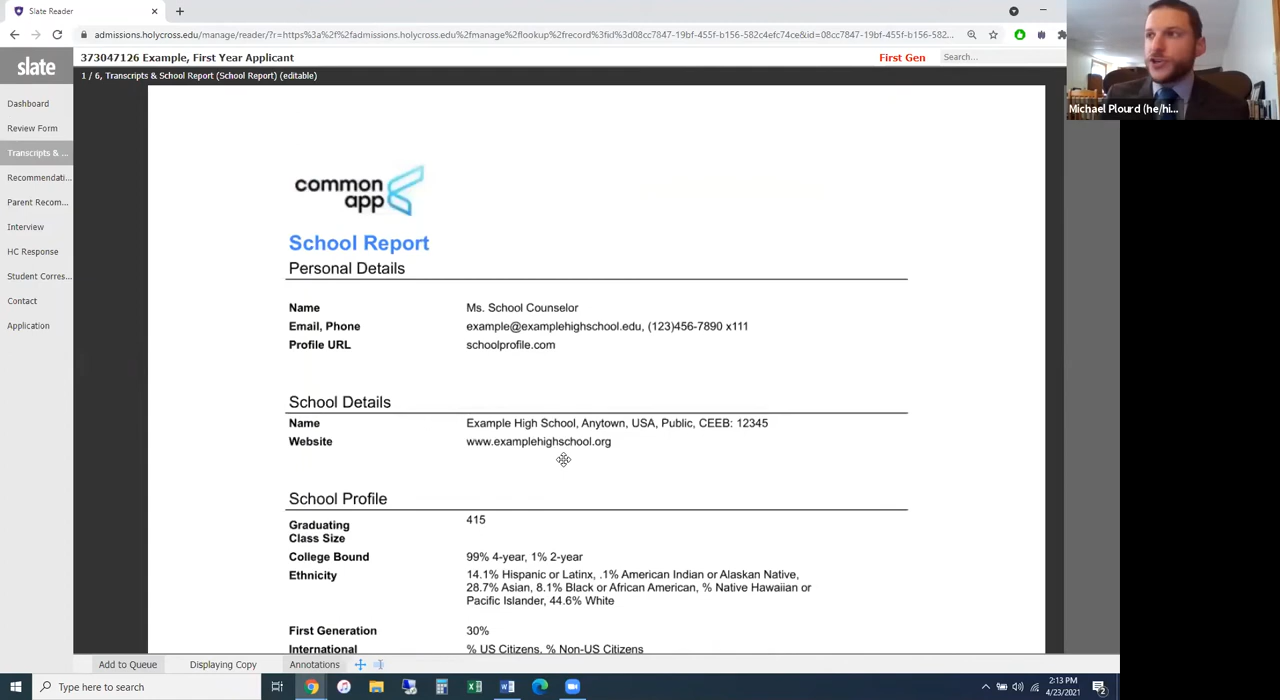 Slate Reader
admissions.holycross.edu/manage/reader/?r=https%3a%2f%2fadmissions.holycross.edu%2fmanage%2flookup%2frecord%3fid%3d08cc7847-19bf-455f-b156-582c4efc74ce&id=08cc7847-19bf-455f-b156-...
slate
373047126 Example, First Year Applicant
First Gen
Search...
1 / 6, Transcripts & School Report (School Report) (editable)
Dashboard
Review Form
Transcripts & ...
Recommendati...
Parent Recom...
Interview
HC Response
Student Corres...
Contact
Application
Michael Plourd (he/hi...
common
app
School Report
Personal Details
Name Ms. School Counselor
Email, Phone example@examplehighschool.edu, (123)456-7890 x111
Profile URL schoolprofile.com
School Details
Name Example High School, Anytown, USA, Public, CEEB: 12345
Website www.examplehighschool.org
School Profile
Graduating 415
Class Size
College Bound 99% 4-year, 1% 2-year
Ethnicity 14.1% Hispanic or Latinx, .1% American Indian or Alaskan Native,
28.7% Asian, 8.1% Black or African American, % Native Hawaiian or
Pacific Islander, 44.6% White
First Generation 30%
International % US Citizens, % Non-US Citizens
Add to Queue
Displaying Copy
Annotations
Type here to search
2:13 PM
4/23/2021
2